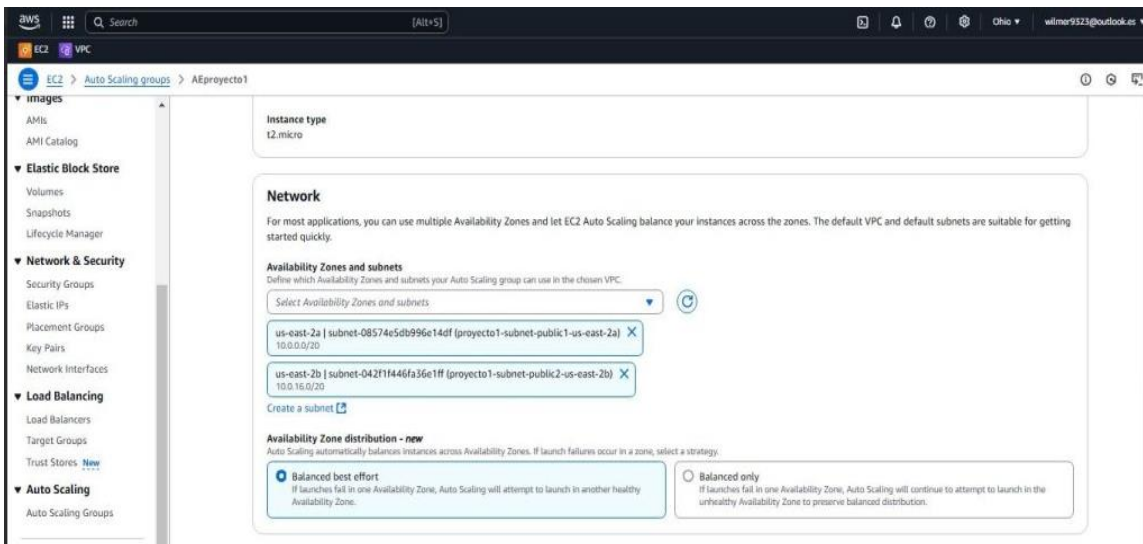 aws
Search
[Alt+S]
Ohio
wilmer9523@outlook.es
EC2
VPC
EC2 > Auto Scaling groups > AEproyecto1
Images
AMIs
AMI Catalog
Elastic Block Store
Volumes
Snapshots
Lifecycle Manager
Network & Security
Security Groups
Elastic IPs
Placement Groups
Key Pairs
Network Interfaces
Load Balancing
Load Balancers
Target Groups
Trust Stores New
Auto Scaling
Auto Scaling Groups
Instance type
t2.micro
Network
For most applications, you can use multiple Availability Zones and let EC2 Auto Scaling balance your instances across the zones. The default VPC and default subnets are suitable for getting
started quickly.
Availability Zones and subnets
Define which Availability Zones and subnets your Auto Scaling group can use in the chosen VPC.
Select Availability Zones and subnets
us-east-2a | subnet-08574e5db996e14df (proyecto1-subnet-public1-us-east-2a)
10.0.0.0/20
us-east-2b | subnet-042f1f446fa36e1ff (proyecto1-subnet-public2-us-east-2b)
10.0.16.0/20
Create a subnet
Availability Zone distribution - new
Auto Scaling automatically balances instances across Availability Zones. If launch failures occur in a zone, select a strategy.
Balanced best effort
If launches fail in one Availability Zone, Auto Scaling will attempt to launch in another healthy
Availability Zone.
Balanced only
If launches fail in one Availability Zone, Auto Scaling will continue to attempt to launch in the
unhealthy Availability Zone to preserve balanced distribution.